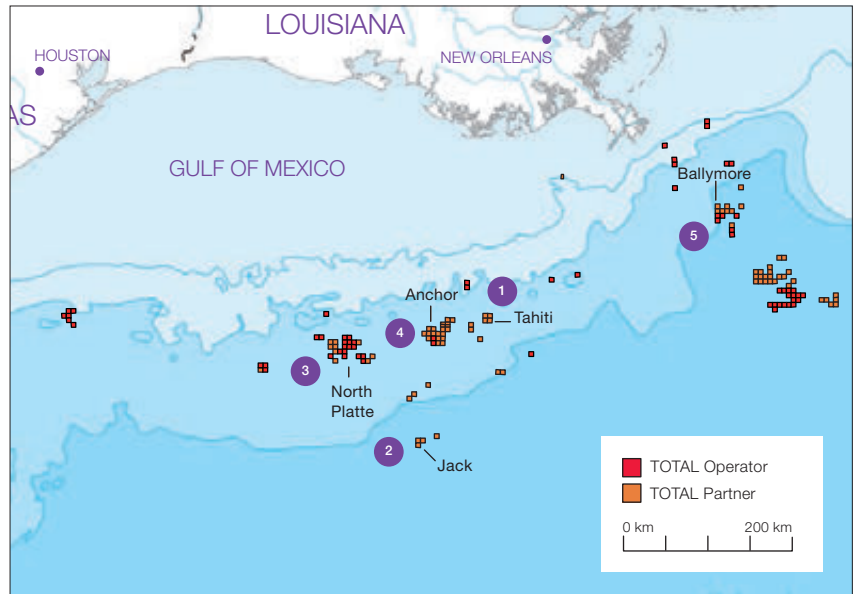 LOUISIANA
HOUSTON
NEW ORLEANS
AS
GULF OF MEXICO
Ballymore
5
1
Anchor
4
Tahiti
3
North
Platte
2
Jack
TOTAL Operator
TOTAL Partner
0 km 200 km